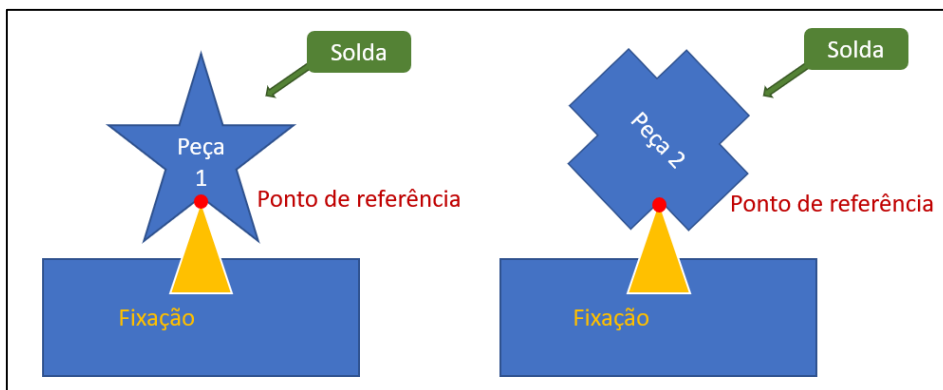 Solda
Peça
1
Ponto de referência
Fixação
Solda
Peça 2
Ponto de referência
Fixação